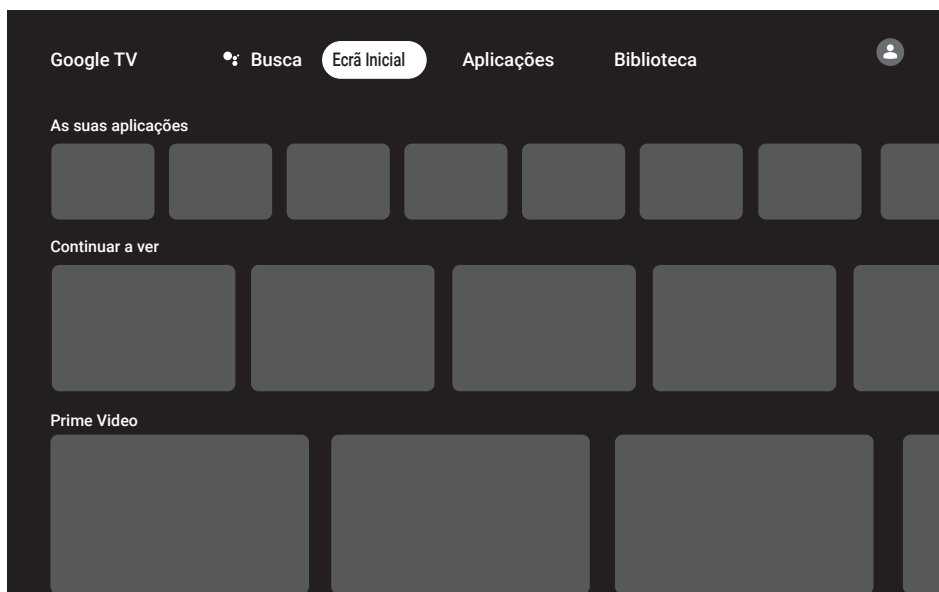 Google TV Busca Ecrã Inicial Aplicações Biblioteca
As suas aplicações
Continuar a ver
Prime Video